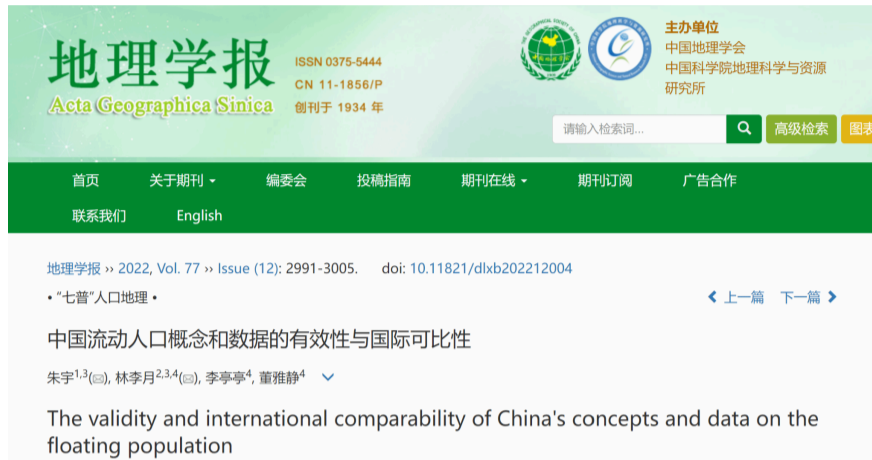 地理学报
Acta Geographica Sinica
ISSN 0375-5444
CN 11-1856/P
创刊于 1934 年
主办单位
中国地理学会
中国科学院地理科学与资源
研究所
请输入检索词...
高级检索
图表
首页 关于期刊 编委会 投稿指南 期刊在线 期刊订阅 广告合作
联系我们 English
地理学报 ›› 2022, Vol. 77 ›› Issue (12): 2991-3005. doi: 10.11821/dlxb202212004
• “七普”人口地理 • 上一篇 下一篇
中国流动人口概念和数据的有效性与国际可比性
朱宇1,3(✉), 林李月2,3,4(✉), 李亭亭4, 董雅静4
The validity and international comparability of China's concepts and data on the
floating population